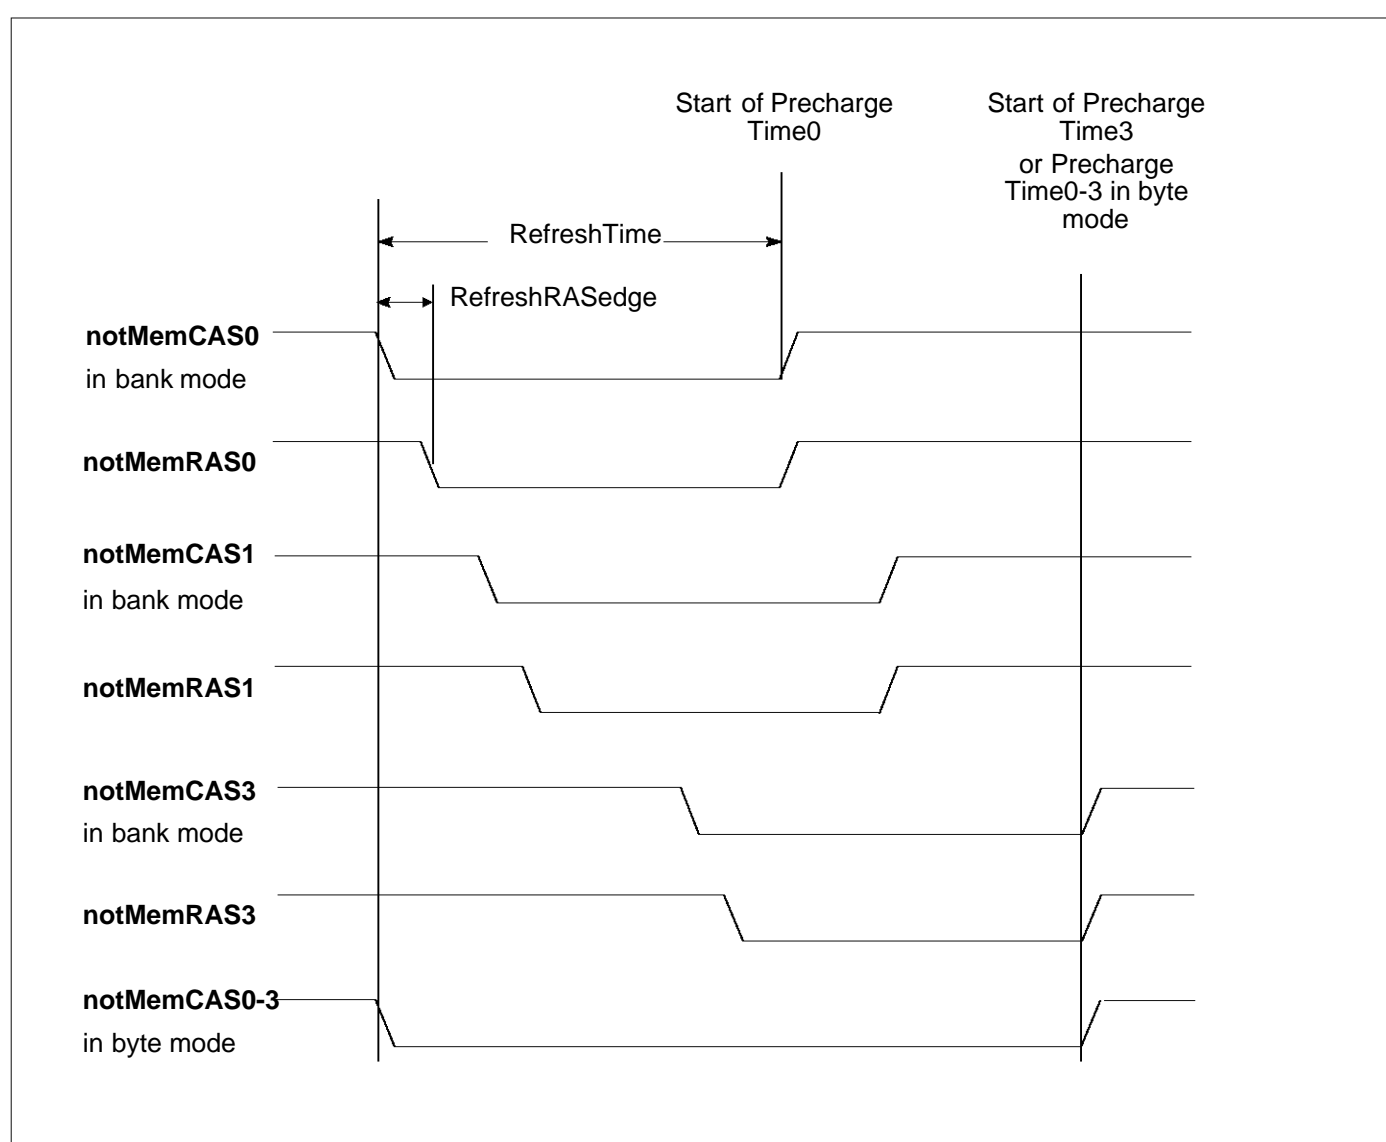 Start of Precharge
Time0
Start of Precharge
Time3
or Precharge
Time0-3 in byte
mode
RefreshTime
RefreshRASedge
notMemCAS0
in bank mode
notMemRAS0
notMemCAS1
in bank mode
notMemRAS1
notMemCAS3
in bank mode
notMemRAS3
notMemCAS0-3
in byte mode